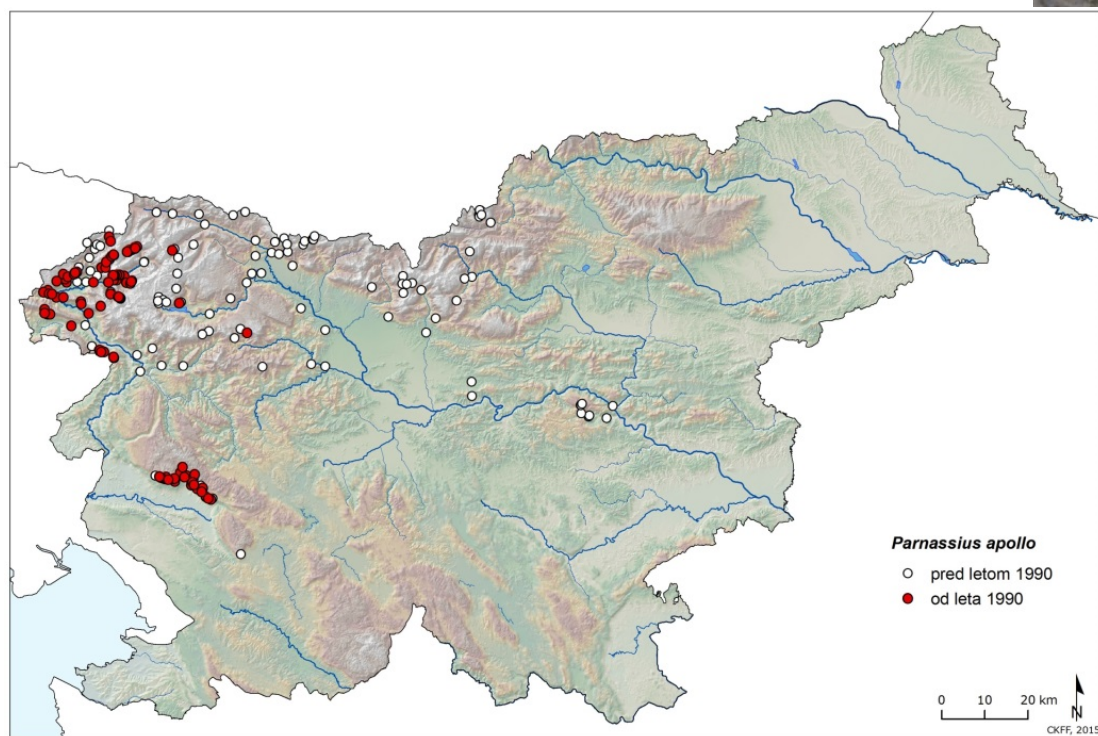 Parnassius apollo
pred letom 1990
od leta 1990
0 10 20 km
N
CKFF, 2015